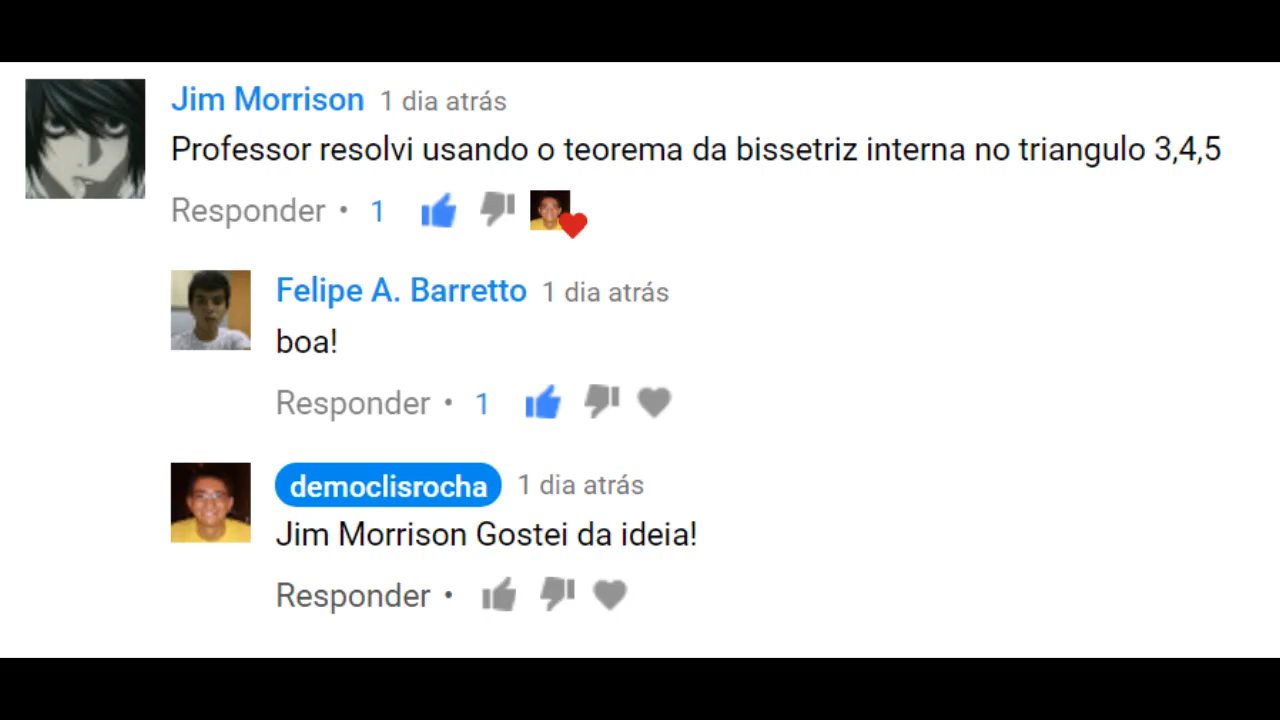 Jim Morrison 1 dia atrás
Professor resolvi usando o teorema da bissetriz interna no triangulo 3,4,5
Responder • 1
Felipe A. Barretto 1 dia atrás
boa!
Responder • 1
democlisrocha 1 dia atrás
Jim Morrison Gostei da ideia!
Responder •